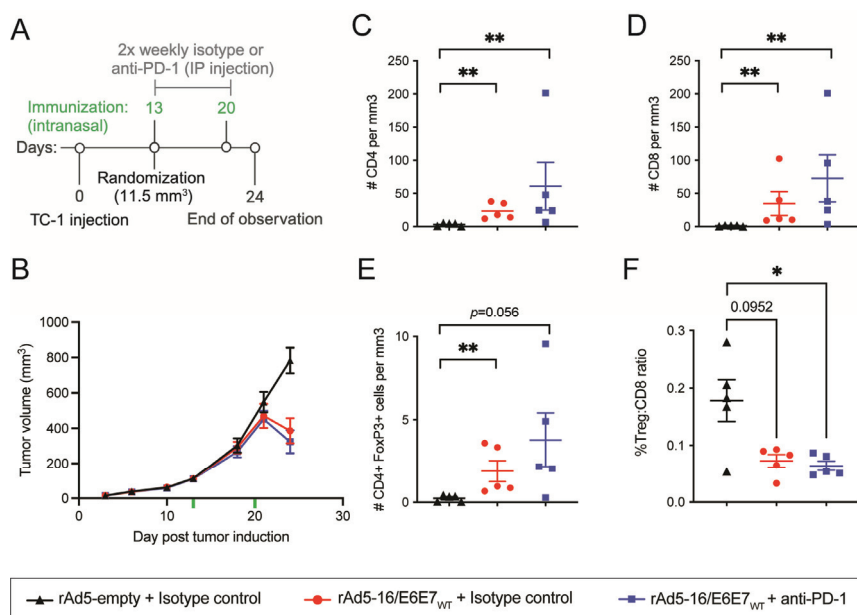 A
2x weekly isotype or
anti-PD-1 (IP injection)
Immunization:
(intranasal)
13
20
Days:
Randomization
(11.5 mm³)
0
24
TC-1 injection
End of observation
B
Tumor volume (mm³)
1000
800
600
400
200
0
0
10
20
30
Day post tumor induction
C
# CD4 per mm3
250
200
150
100
50
0
**
**
D
# CD8 per mm3
250
200
150
100
50
0
**
**
E
# CD4+ FoxP3+ cells per mm3
10
5
0
p=0.056
**
F
%Treg:CD8 ratio
0.3
0.2
0.1
0.0
*
0.0952
rAd5-empty + Isotype control
rAd5-16/E6E7WT + Isotype control
rAd5-16/E6E7WT + anti-PD-1